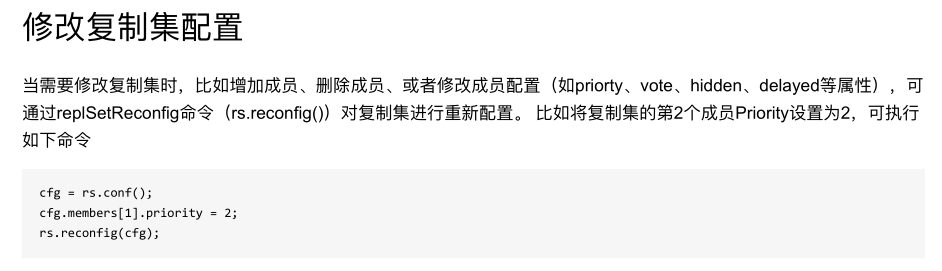 修改复制集配置
当需要修改复制集时，比如增加成员、删除成员、或者修改成员配置（如priorty、vote、hidden、delayed等属性），可
通过replSetReconfig命令（rs.reconfig()）对复制集进行重新配置。 比如将复制集的第2个成员Priority设置为2，可执行
如下命令
cfg = rs.conf();
cfg.members[1].priority = 2;
rs.reconfig(cfg);